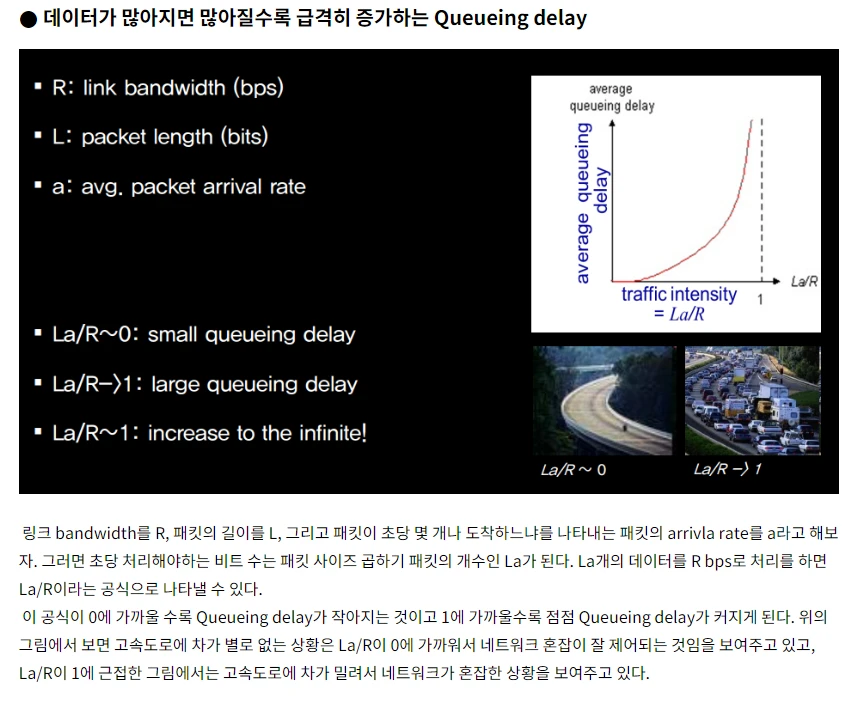 ● 데이터가 많아지면 많아질수록 급격히 증가하는 Queueing delay
▪ R: link bandwidth (bps)
▪ L: packet length (bits)
▪ a: avg. packet arrival rate
▪ La/R~0: small queueing delay
▪ La/R->1: large queueing delay
▪ La/R~1: increase to the infinite!
average
queueing delay
average queueing
delay
La/R
traffic intensity
= La/R
1
La/R ~ 0
La/R -> 1
링크 bandwidth를 R, 패킷의 길이를 L, 그리고 패킷이 초당 몇 개나 도착하느냐를 나타내는 패킷의 arrivla rate를 a라고 해보
자. 그러면 초당 처리해야하는 비트 수는 패킷 사이즈 곱하기 패킷의 개수인 La가 된다. La개의 데이터를 R bps로 처리를 하면
La/R이라는 공식으로 나타낼 수 있다.
이 공식이 0에 가까울 수록 Queueing delay가 작아지는 것이고 1에 가까울수록 점점 Queueing delay가 커지게 된다. 위의
그림에서 보면 고속도로에 차가 별로 없는 상황은 La/R이 0에 가까워서 네트워크 혼잡이 잘 제어되는 것임을 보여주고 있고,
La/R이 1에 근접한 그림에서는 고속도로에 차가 밀려서 네트워크가 혼잡한 상황을 보여주고 있다.